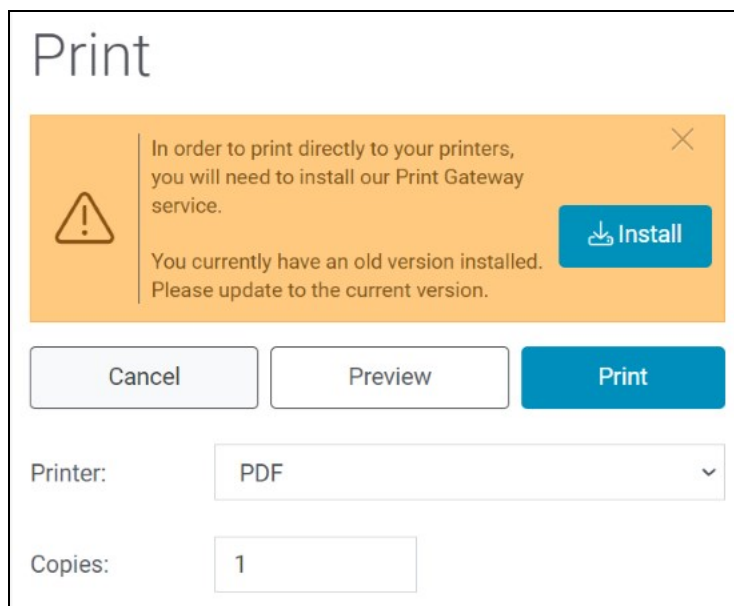 Print
In order to print directly to your printers,
you will need to install our Print Gateway
service.
Install
You currently have an old version installed.
Please update to the current version.
Cancel
Preview
Print
Printer:
PDF
Copies:
1